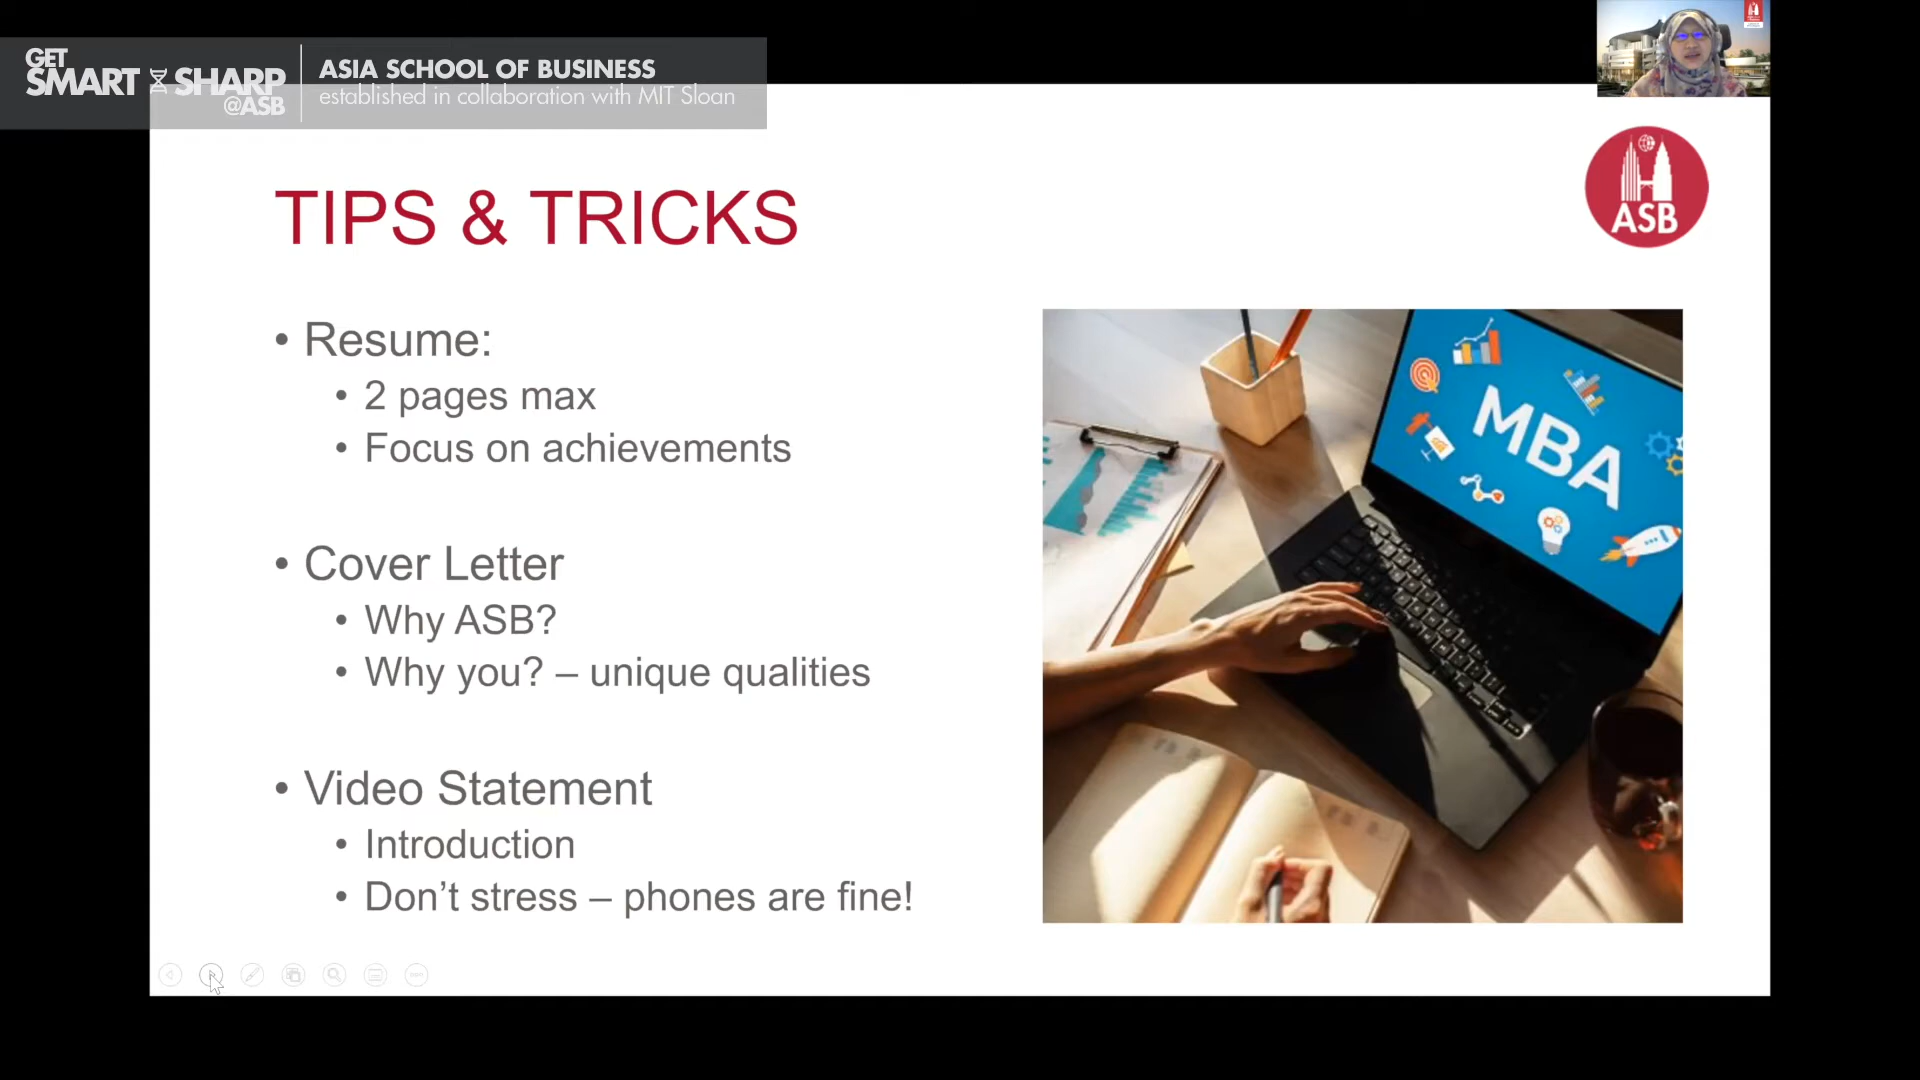 GET
SMART SHARP
@ASB
ASIA SCHOOL OF BUSINESS
established in collaboration with MIT Sloan
ASB
TIPS & TRICKS
• Resume:
• 2 pages max
• Focus on achievements
• Cover Letter
• Why ASB?
• Why you? – unique qualities
• Video Statement
• Introduction
• Don’t stress – phones are fine!
MBA